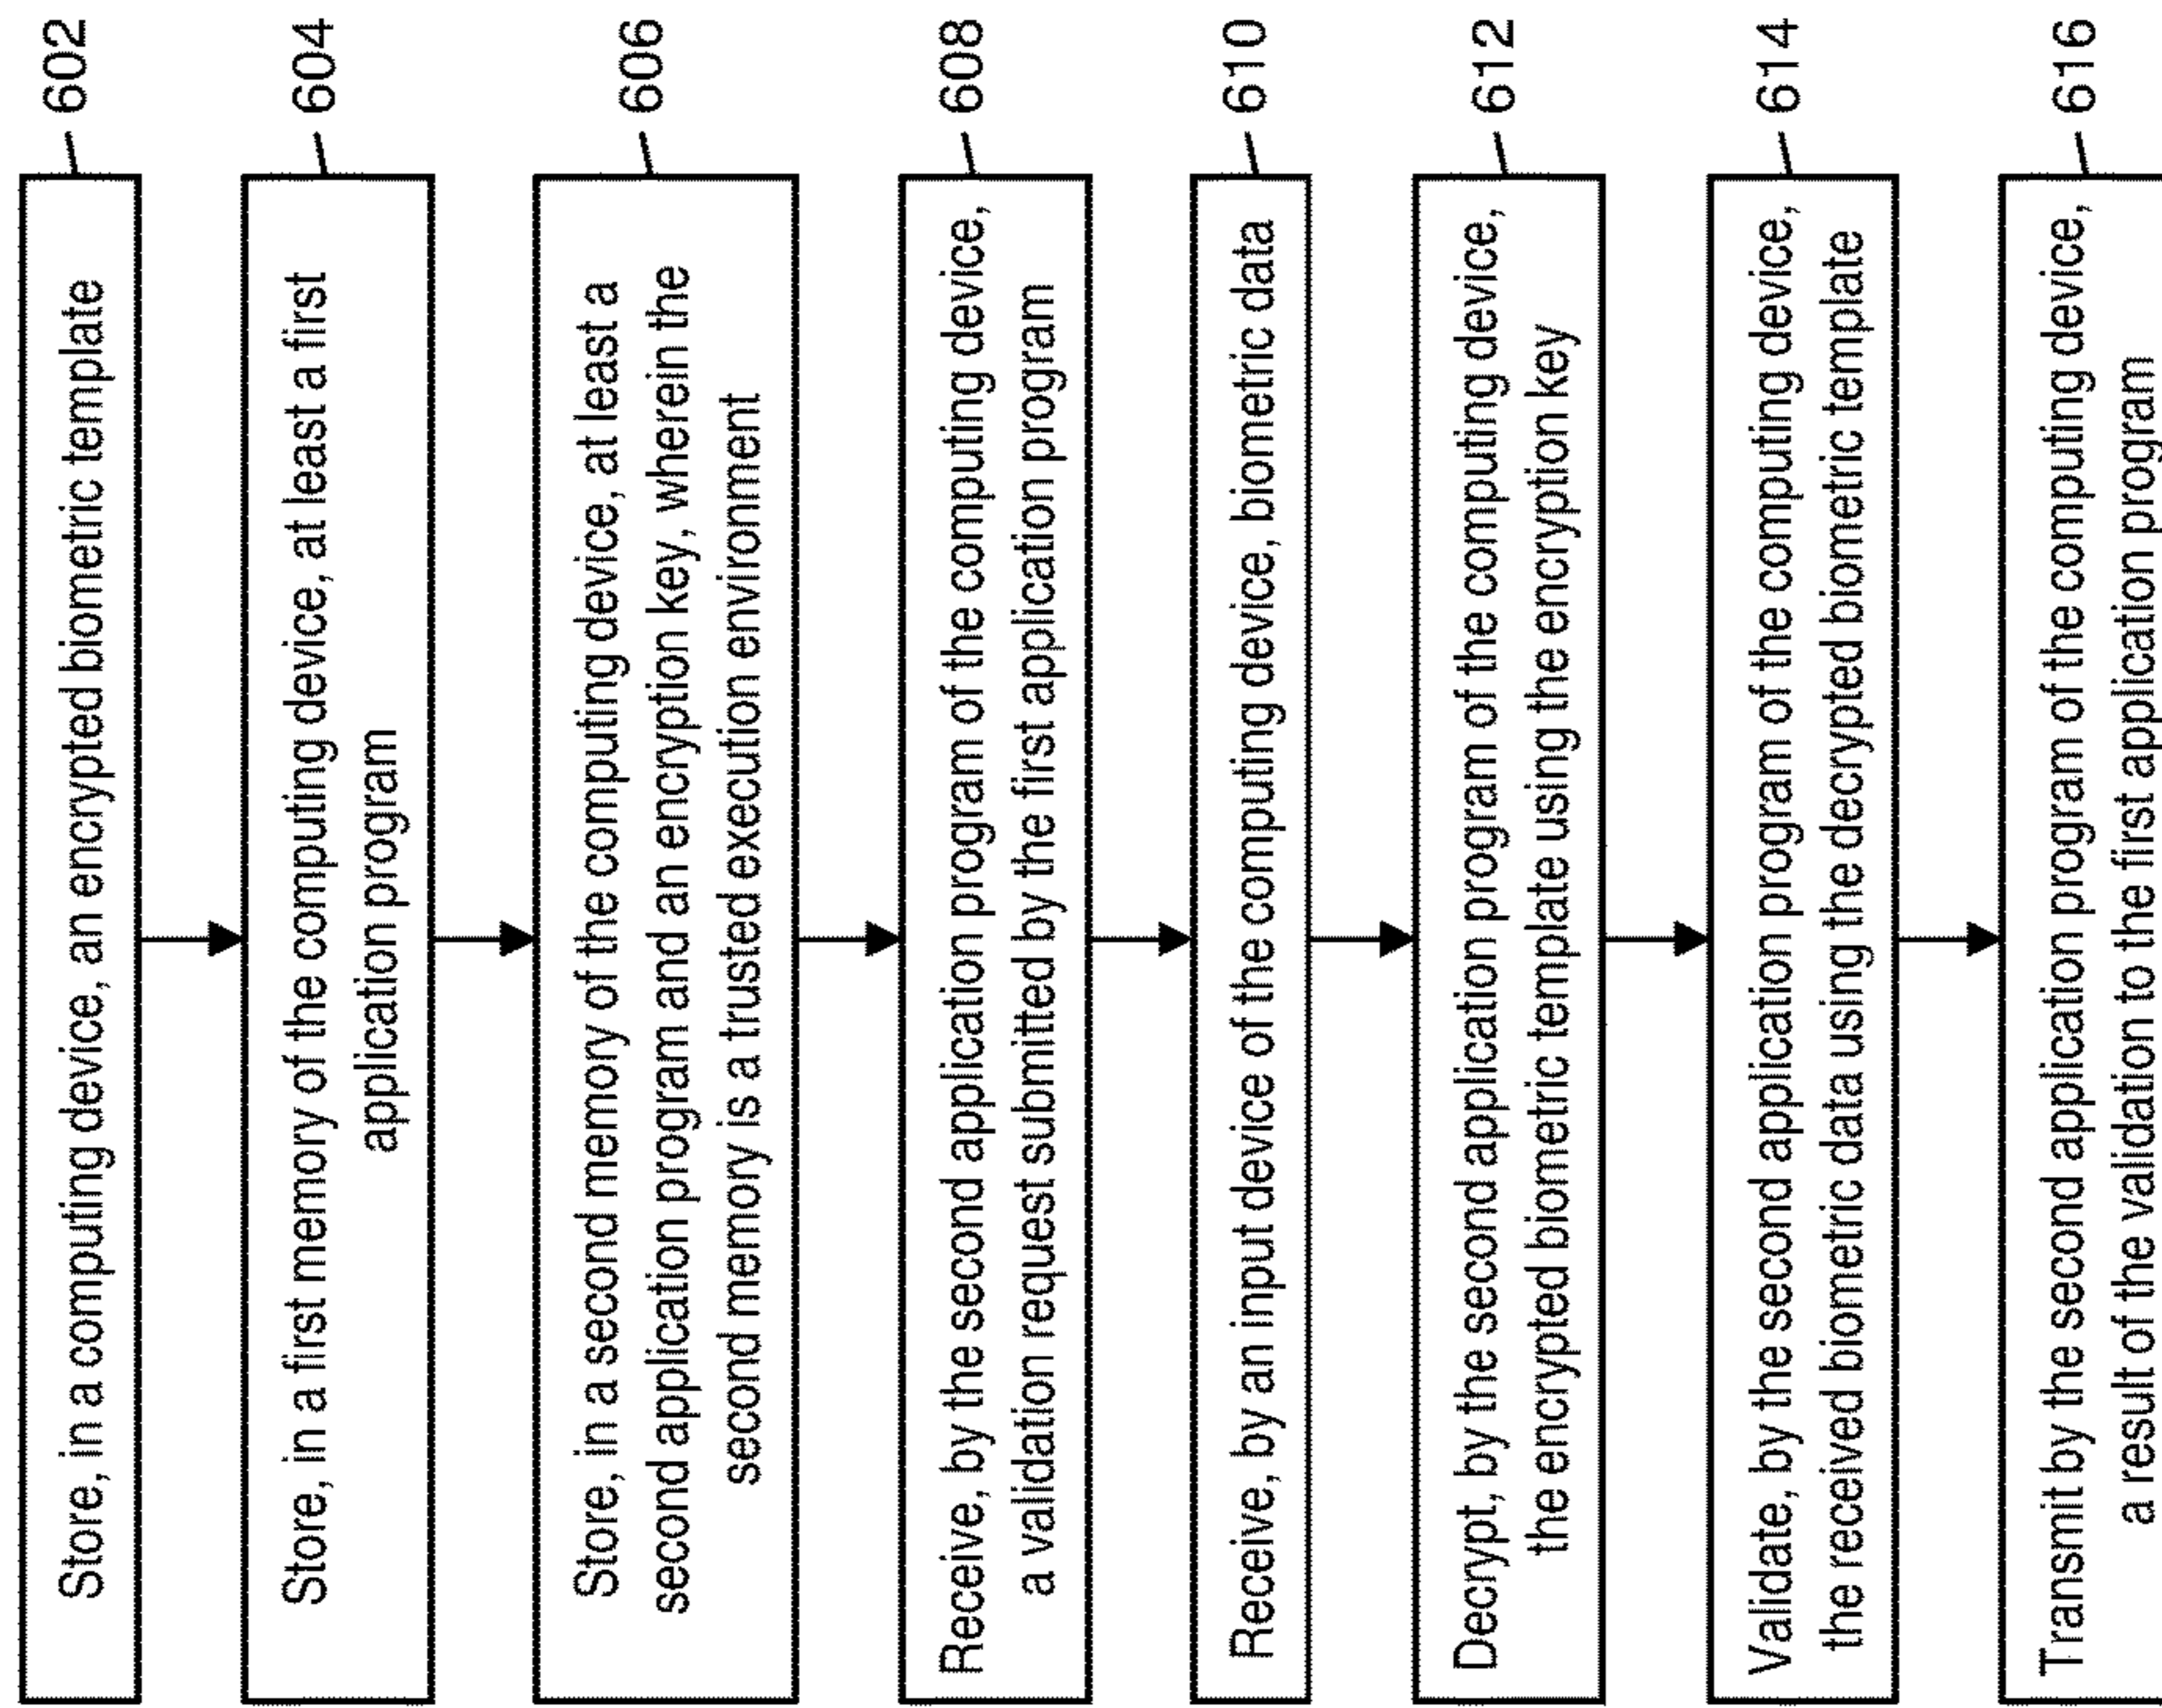 602
Store, in a computing device, an encrypted biometric template
604
Store, in a first memory of the computing device, at least a first
application program
606
Store, in a second memory of the computing device, at least a
second application program and an encryption key, wherein the
second memory is a trusted execution environment
608
Receive, by the second application program of the computing device,
a validation request submitted by the first application program
610
Receive, by an input device of the computing device, biometric data
612
Decrypt, by the second application program of the computing device,
the encrypted biometric template using the encryption key
614
Validate, by the second application program of the computing device,
the received biometric data using the decrypted biometric template
616
Transmit by the second application program of the computing device,
a result of the validation to the first application program